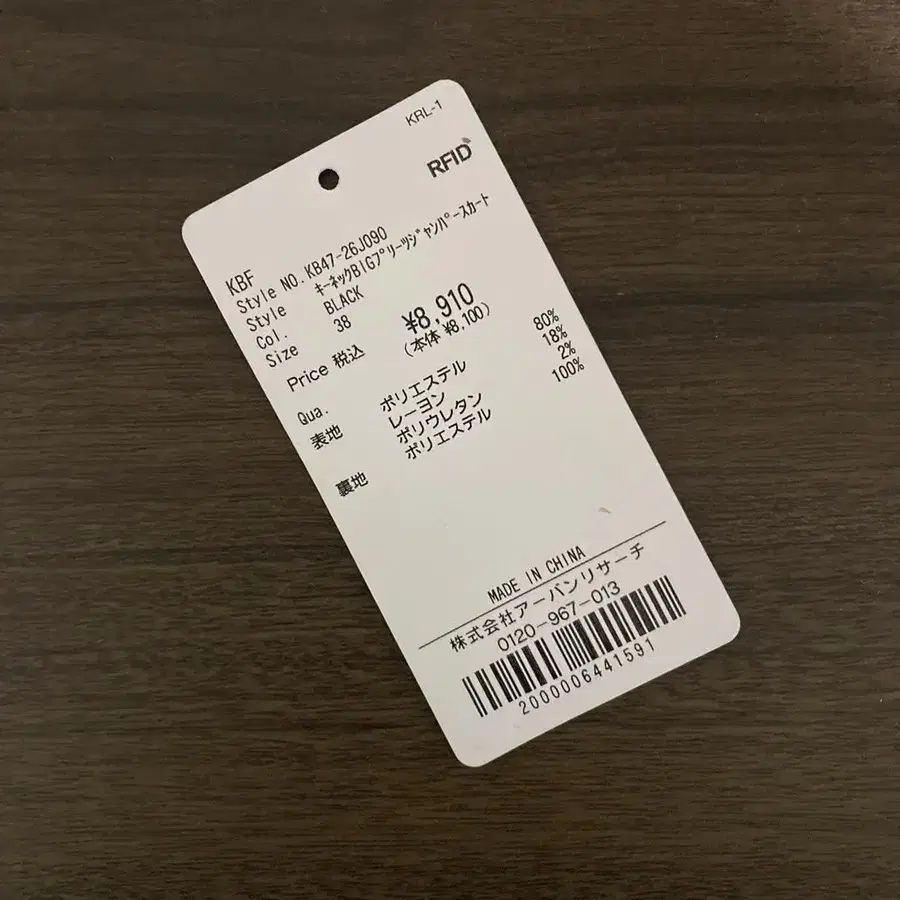 KRL-1
RFID
KBF
Style NO. KB47-26J090
Style キーネックBIGプリーツジャンパースカート
Col. BLACK
Size 38
Price 税込 ¥8,910
(本体 ¥8,100)
Qua.
表地 ポリエステル 80%
レーヨン 18%
ポリウレタン 2%
裏地 ポリエステル 100%
MADE IN CHINA
株式会社アーバンリサーチ
0120-967-013
2000006441591